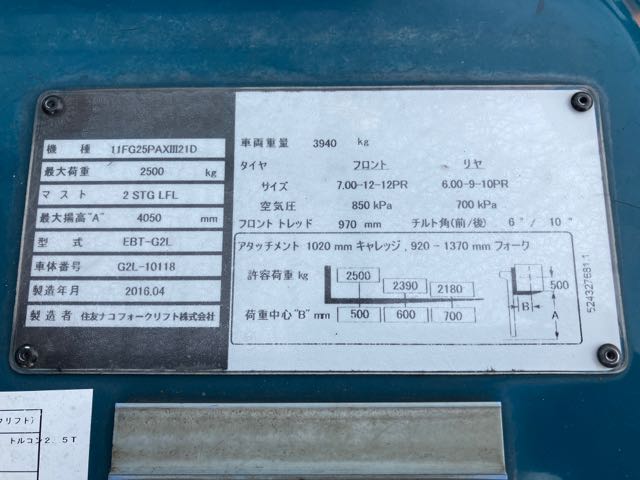 機 種 11FG25PAXⅢ21D
最大荷重 2500 kg
マスト 2 STG LFL
最大揚高"A" 4050 mm
型 式 EBT-G2L
車体番号 G2L-10118
製造年月 2016.04
製造者 住友ナコフォークリフト株式会社
車両重量 3940 kg
タイヤ フロント リヤ
サイズ 7.00-12-12PR 6.00-9-10PR
空気圧 850 kPa 700 kPa
フロントトレッド 970 mm チルト角(前/後) 6°/ 10°
アタッチメント 1020 mm キャレッジ , 920 - 1370 mm フォーク
許容荷重 kg 2500 2390 2180
荷重中心 "B" mm 500 600 700
500
B
A
524327681.1
クリフト)
トルコン2.5T